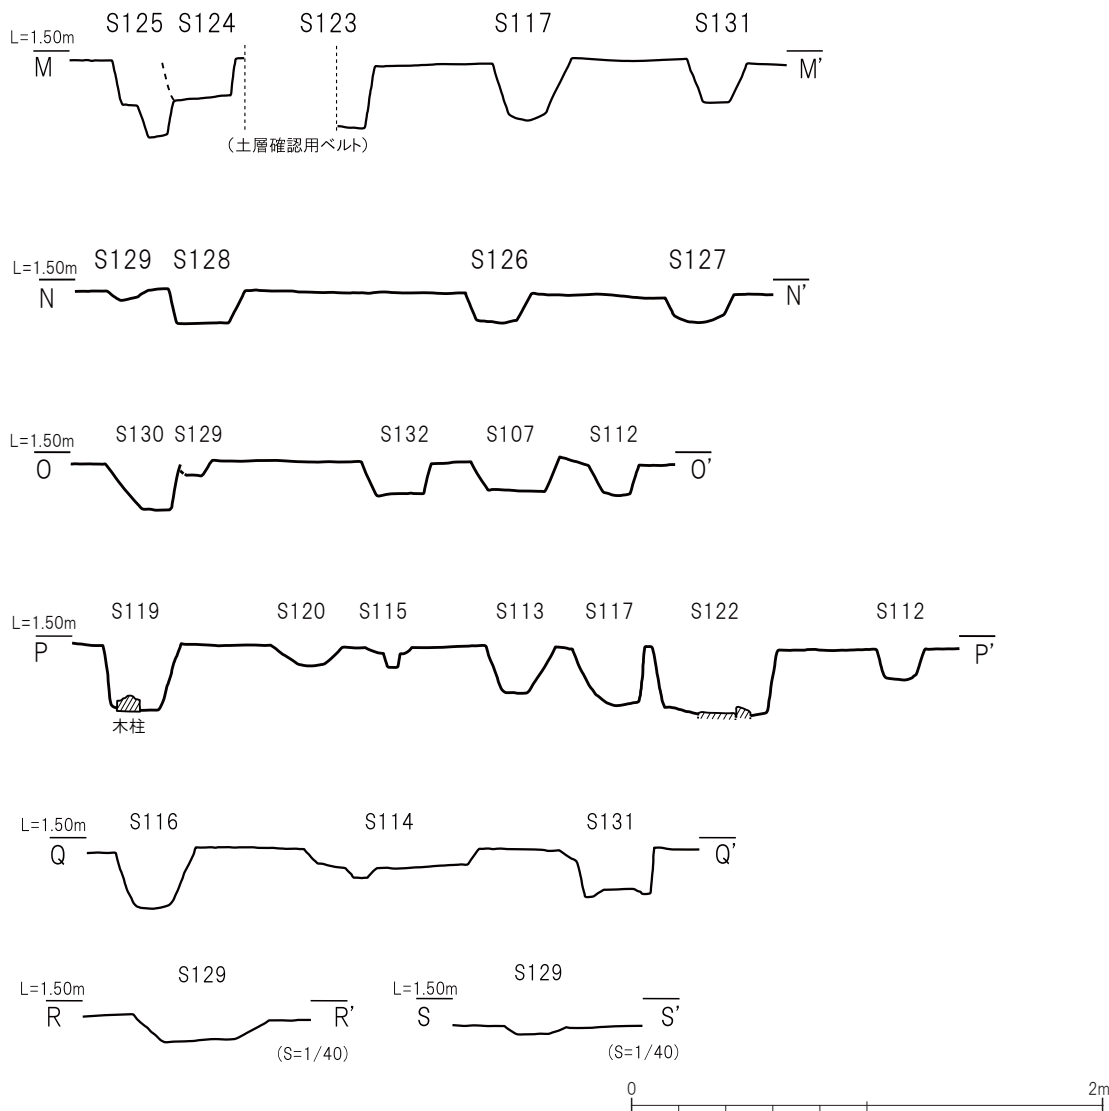 S125 S124 S123 S117 S131
L=1.50m
M M'
(土層確認用ベルト)
S129 S128 S126 S127
L=1.50m
N N'
S130 S129 S132 S107 S112
L=1.50m
O O'
S119 S120 S115 S113 S117 S122 S112
L=1.50m
P P'
木柱
S116 S114 S131
L=1.50m
Q Q'
S129 S129
L=1.50m L=1.50m
R R' S S'
(S=1/40) (S=1/40)
0 2m